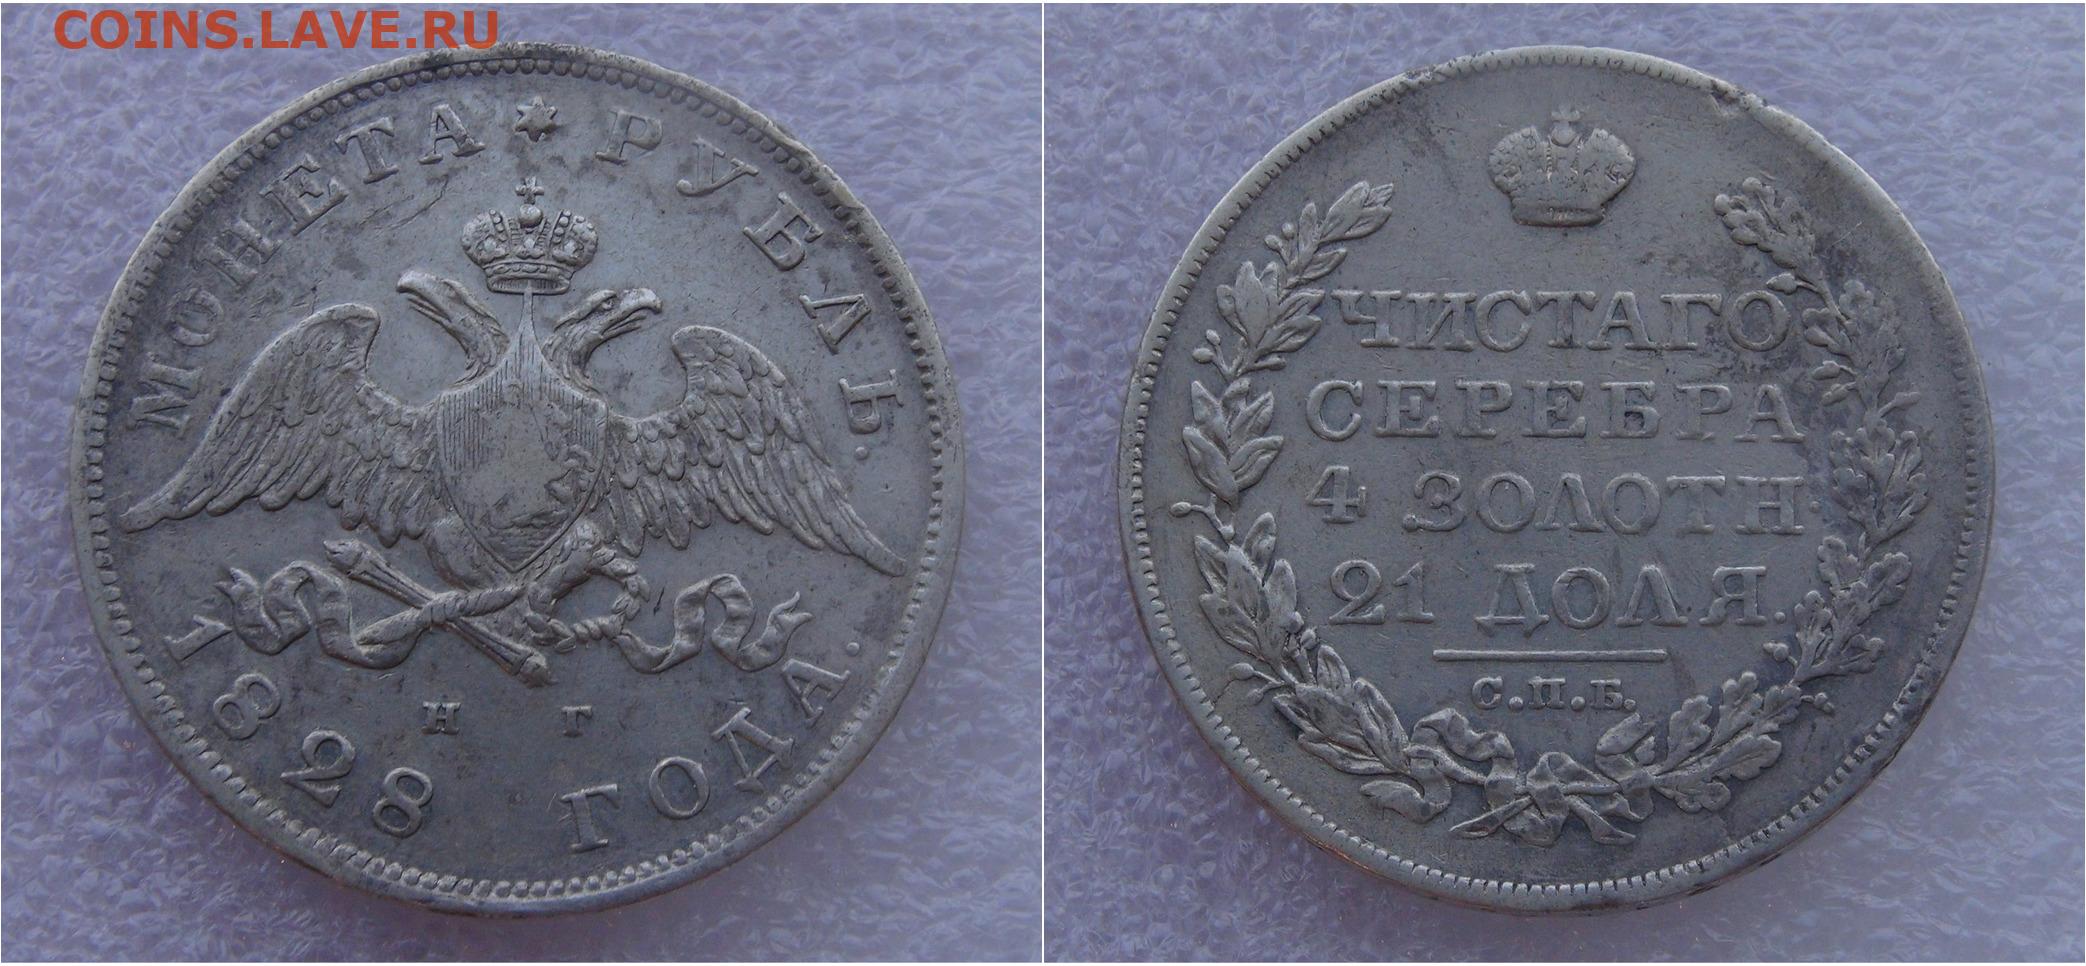 COINS.LAVE.RU
МОНЕТА * РУБЛЬ.
1828 ГОДА.
Н Г
ЧИСТАГО
СЕРЕБРА
4 ЗОЛОТН.
21 ДОЛЯ.
С.П.Б.